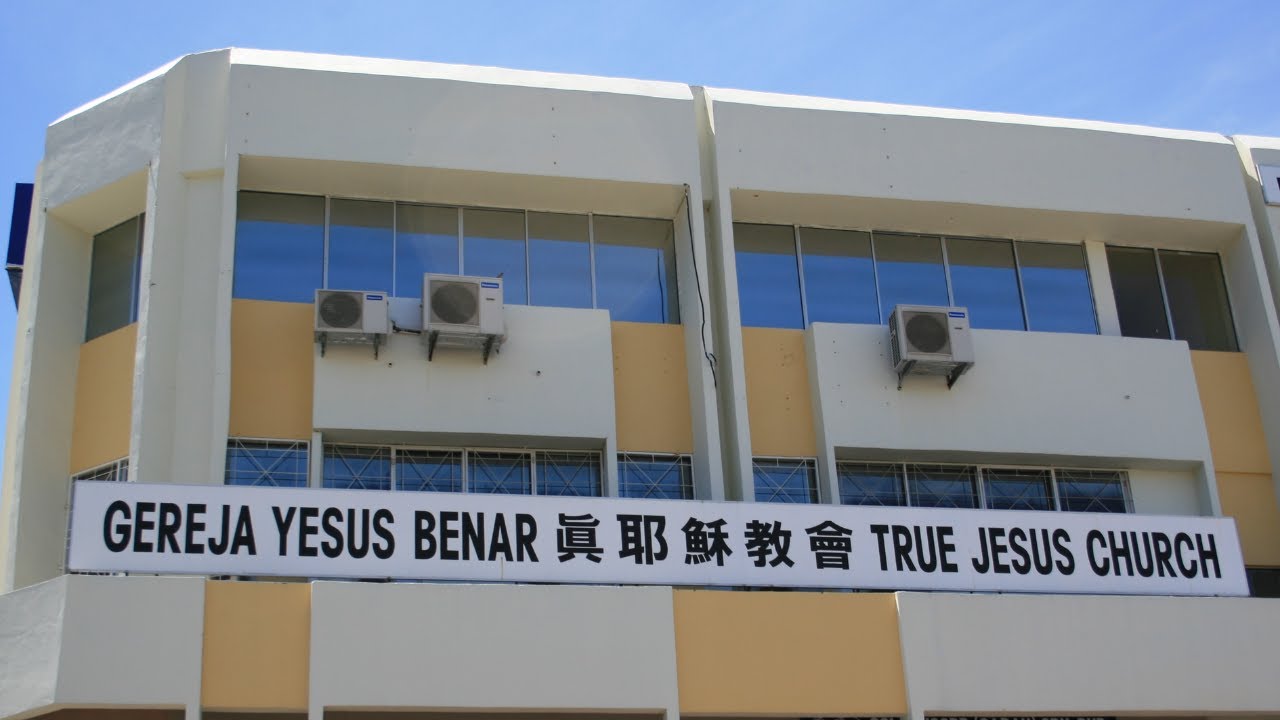 GEREJA YESUS BENAR 眞耶穌教會 TRUE JESUS CHURCH